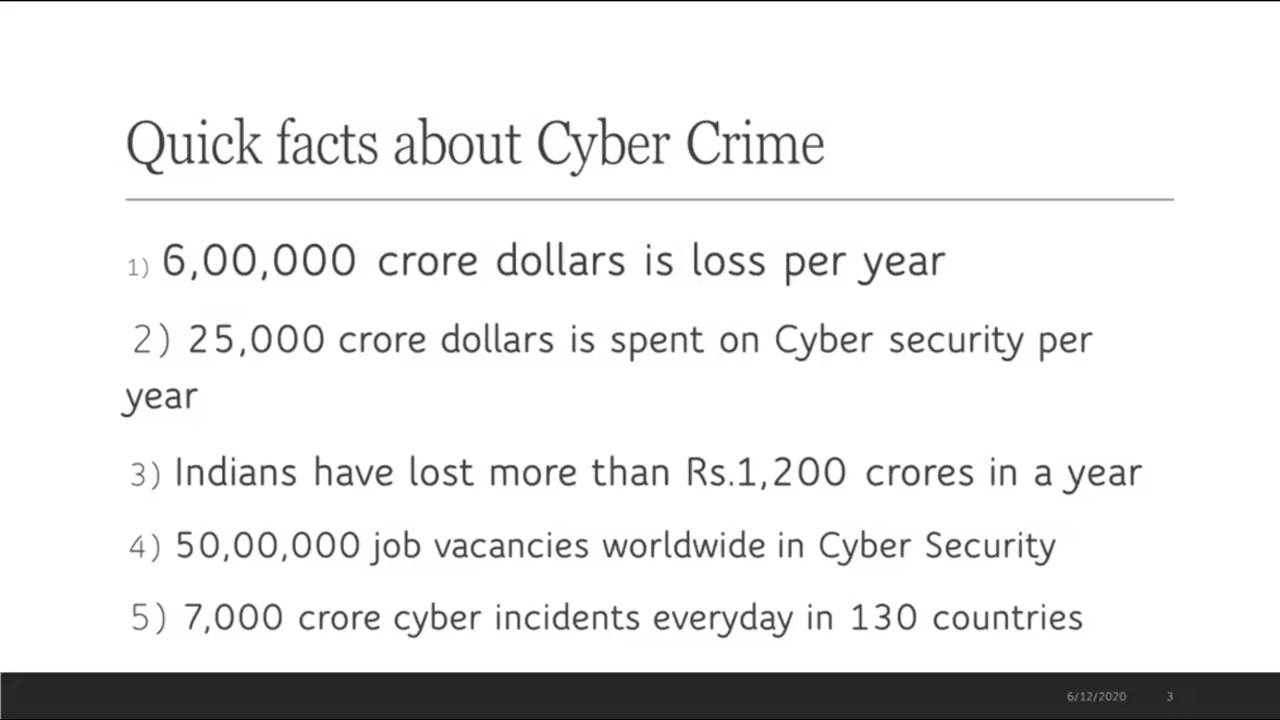 Quick facts about Cyber Crime
1) 6,00,000 crore dollars is loss per year
2) 25,000 crore dollars is spent on Cyber security per
year
3) Indians have lost more than Rs.1,200 crores in a year
4) 50,00,000 job vacancies worldwide in Cyber Security
5) 7,000 crore cyber incidents everyday in 130 countries
6/12/2020 3